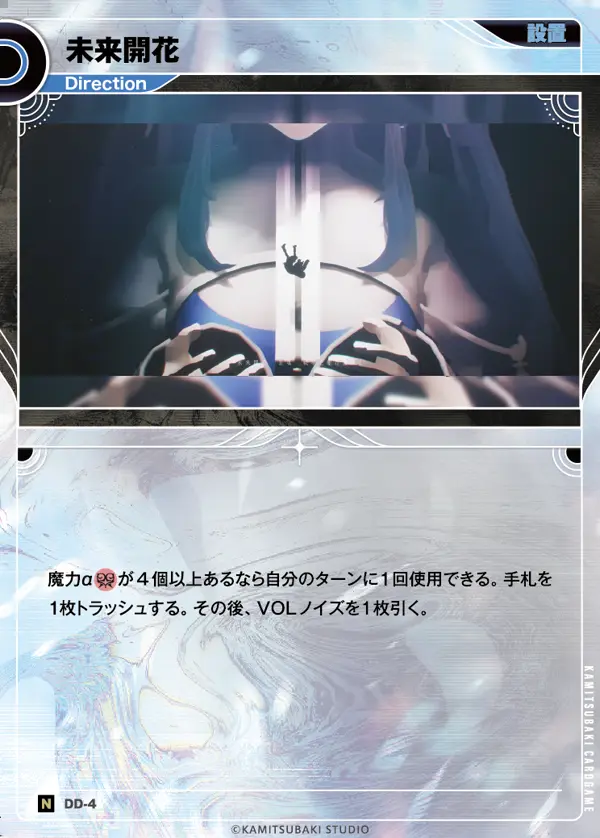 未来開花
設置
Direction
魔力αが4個以上あるなら自分のターンに1回使用できる。手札を
1枚トラッシュする。その後、VOLノイズを1枚引く。
KAMITSUBAKI CARDGAME
N DD-4
©KAMITSUBAKI STUDIO